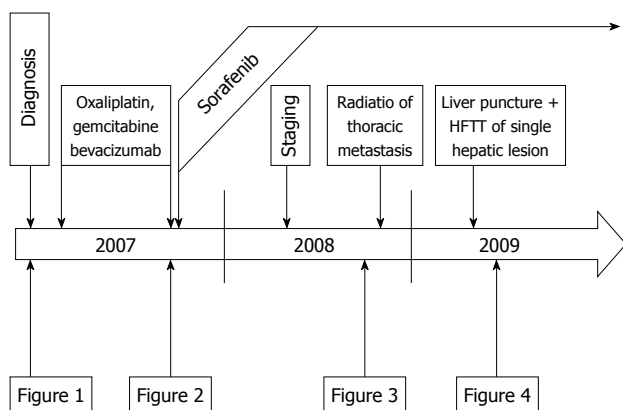 Diagnosis
Oxaliplatin,
gemcitabine
bevacizumab
Sorafenib
Staging
Radiatio of
thoracic
metastasis
Liver puncture +
HFTT of single
hepatic lesion
2007
2008
2009
Figure 1
Figure 2
Figure 3
Figure 4